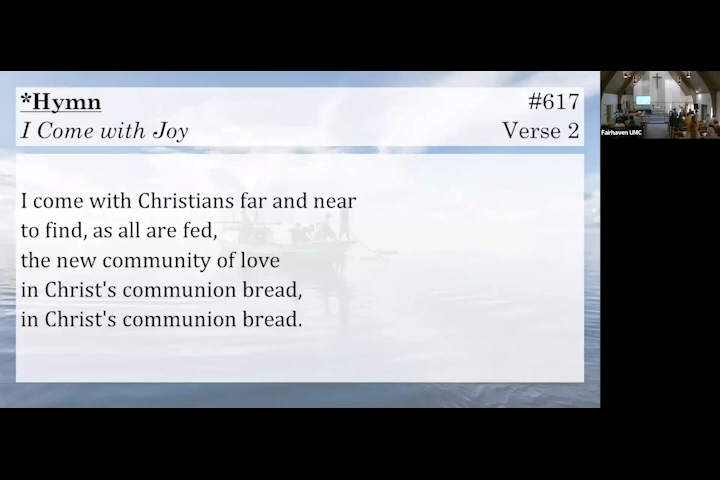 *Hymn
#617
I Come with Joy
Verse 2
I come with Christians far and near
to find, as all are fed,
the new community of love
in Christ's communion bread,
in Christ's communion bread.
Fairhaven UMC